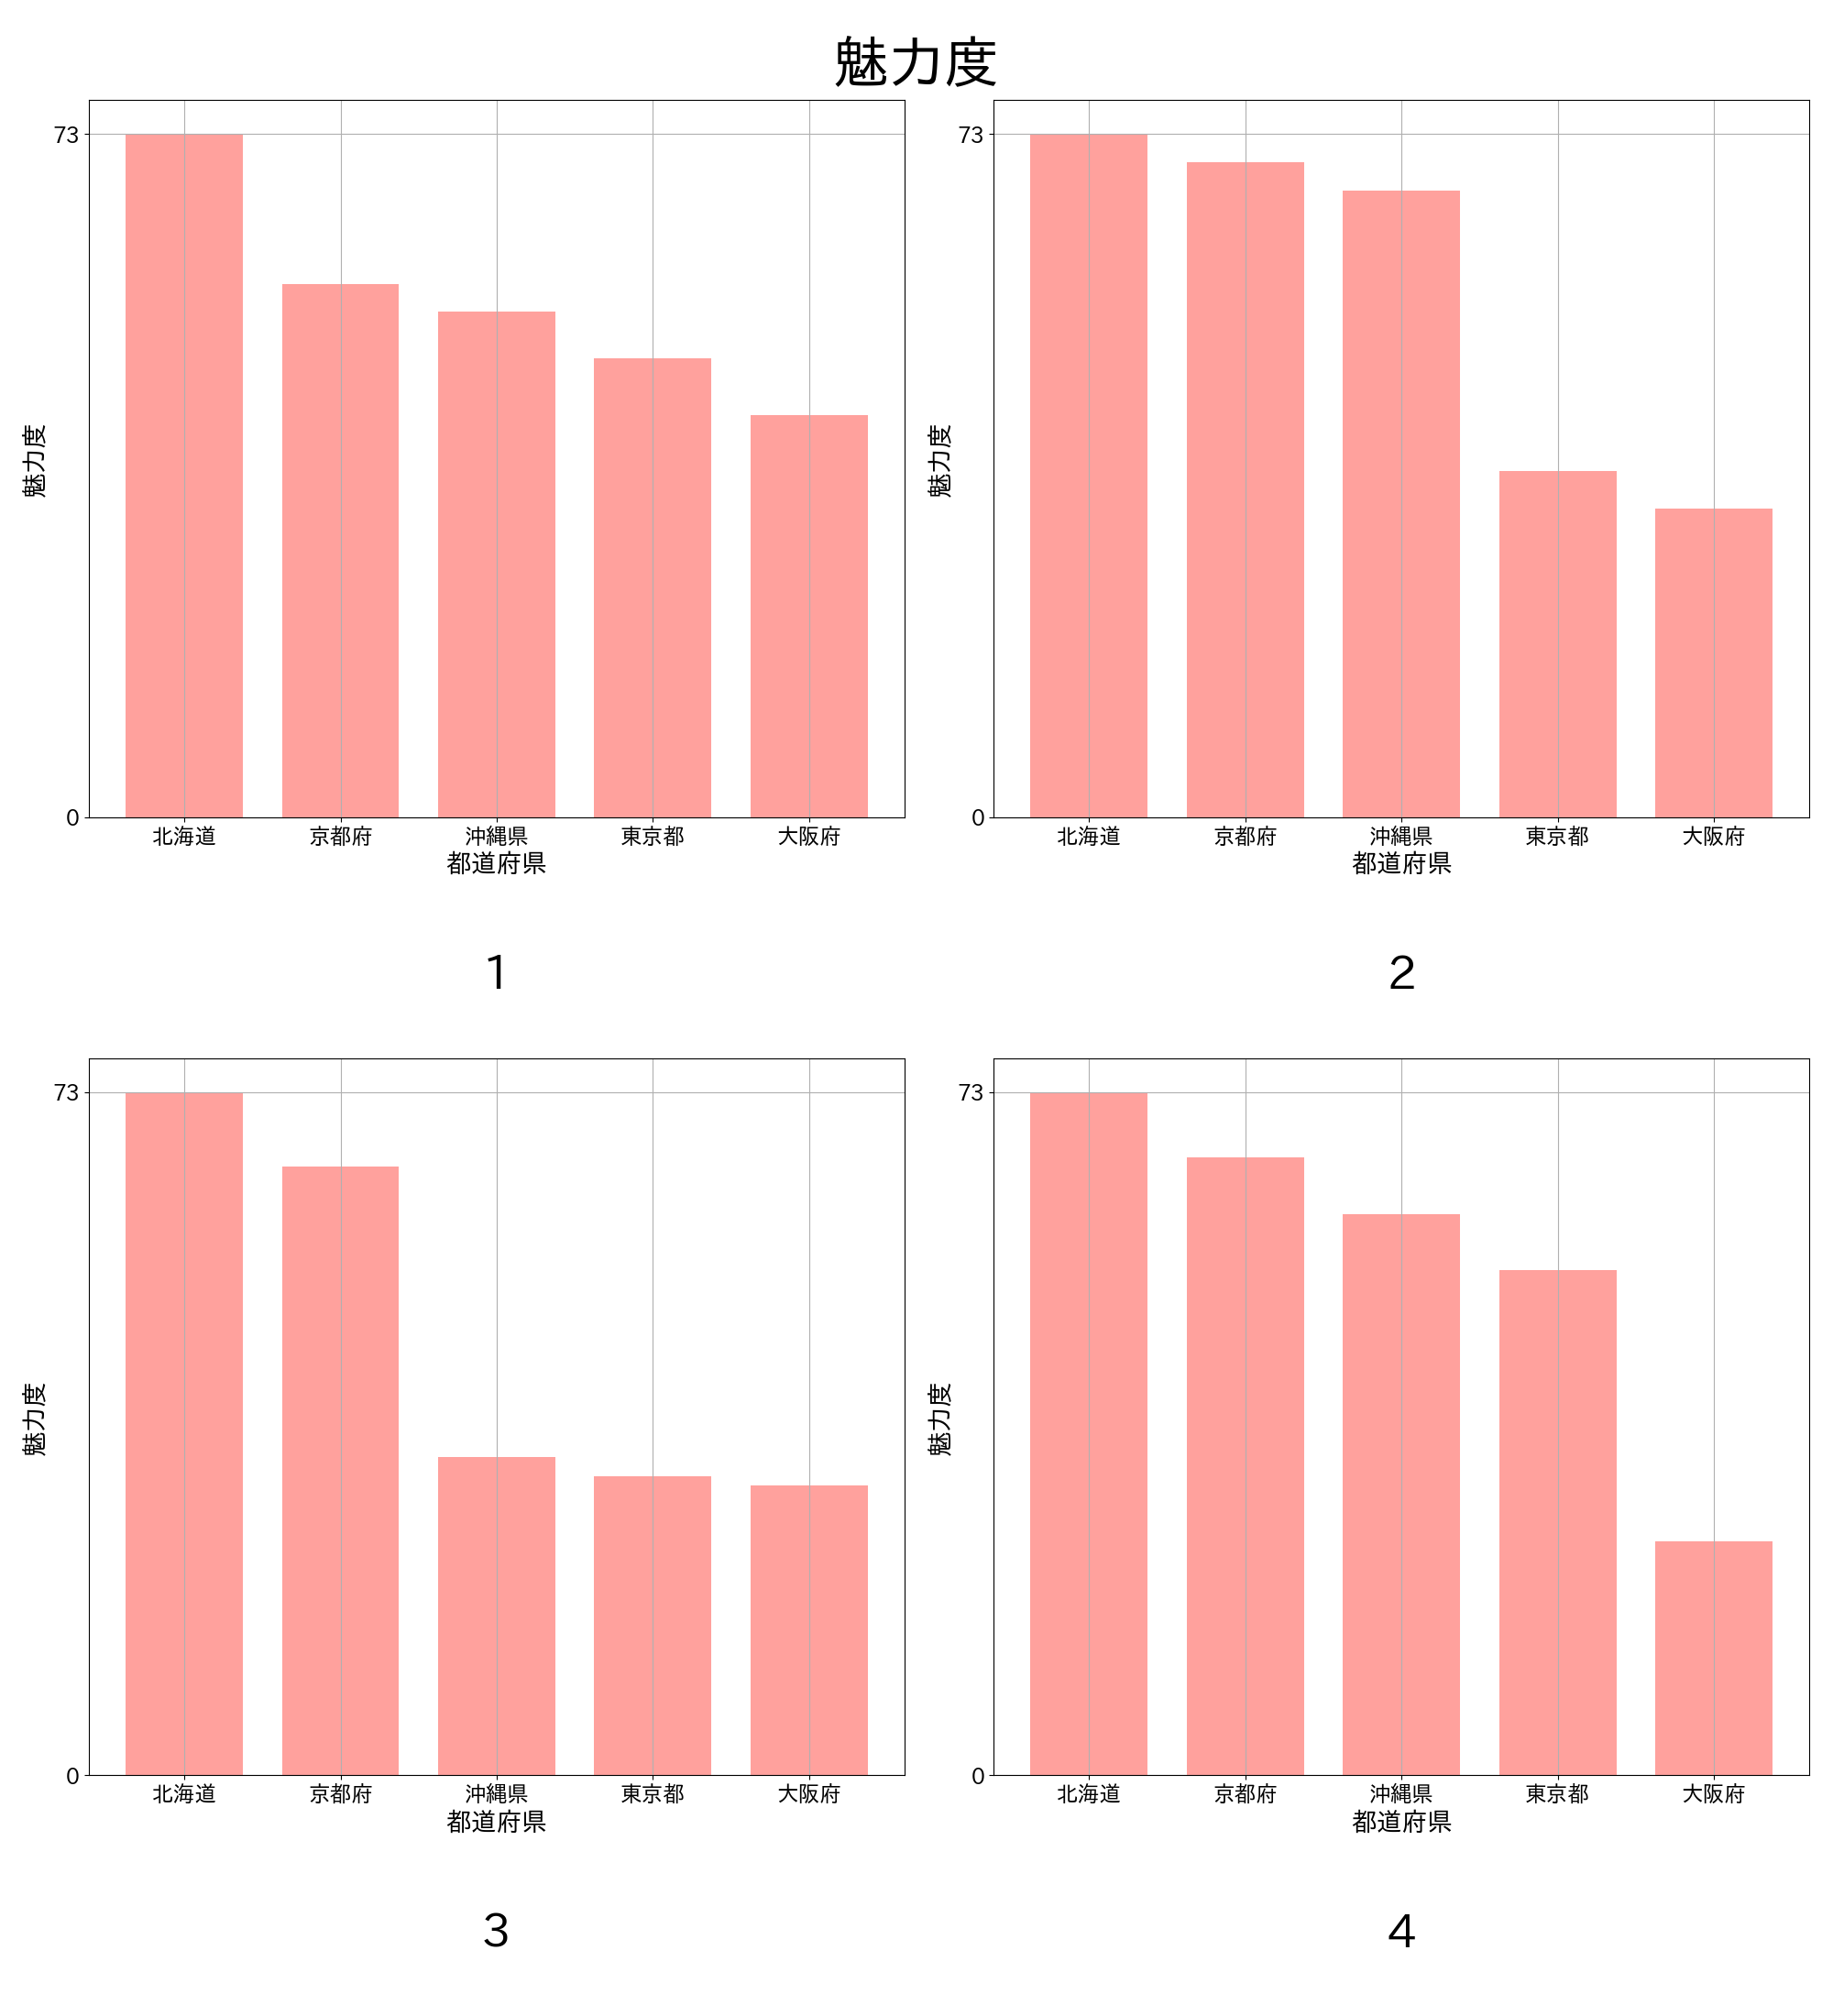 魅力度
73
0
魅力度
北海道 京都府 沖縄県 東京都 大阪府
都道府県
1
73
0
魅力度
北海道 京都府 沖縄県 東京都 大阪府
都道府県
2
73
0
魅力度
北海道 京都府 沖縄県 東京都 大阪府
都道府県
3
73
0
魅力度
北海道 京都府 沖縄県 東京都 大阪府
都道府県
4